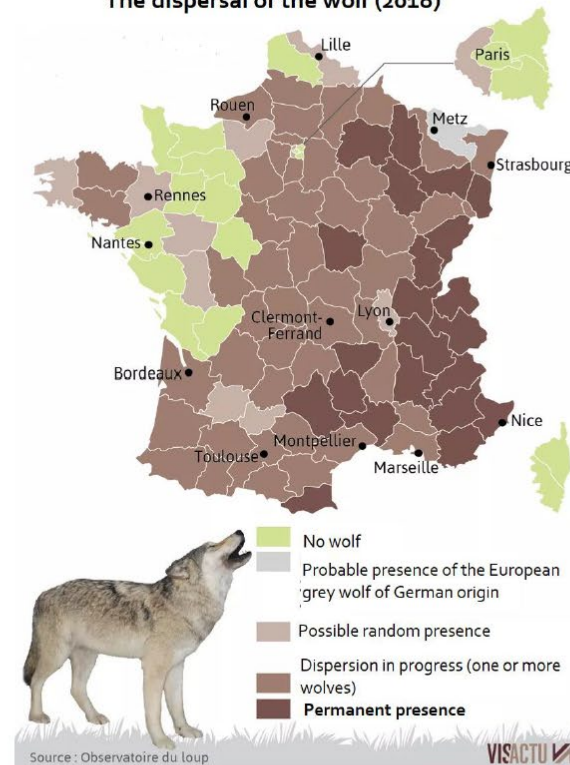 The dispersal of the wolf (2018)
Lille
Paris
Rouen
Metz
Strasbourg
Rennes
Nantes
Clermont-
Ferrand
Lyon
Bordeaux
Nice
Montpellier
Toulouse
Marseille
No wolf
Probable presence of the European
grey wolf of German origin
Possible random presence
Dispersion in progress (one or more
wolves)
Permanent presence
Source : Observatoire du loup
VISACTU